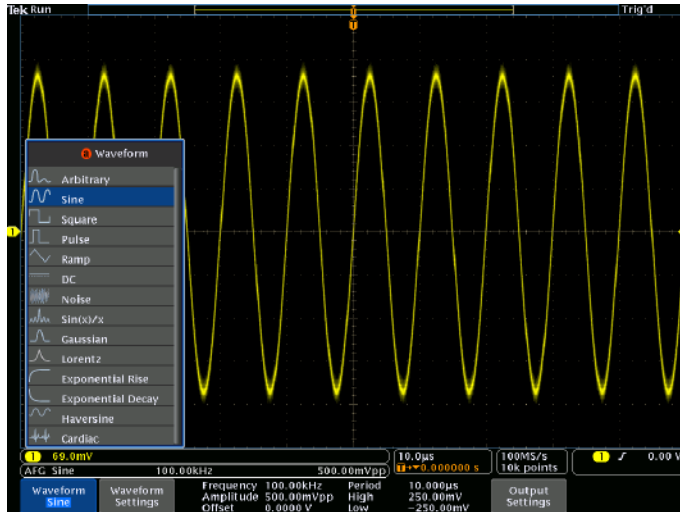 Tek Run Trig'd
T
a Waveform
Arbitrary
Sine
Square
Pulse
Ramp
DC
Noise
Sin(x)/x
Gaussian
Lorentz
Exponential Rise
Exponential Decay
Haversine
Cardiac
1
1 69.0mV 10.0µs 100MS/s 1 0.00 V
AFG Sine 100.00kHz 500.00mVpp T→▼0.000000 s 10k points
Waveform Sine
Waveform Settings
Frequency 100.00kHz Period 10.000µs
Amplitude 500.00mVpp High 250.00mV
Offset 0.0000 V Low −250.00mV
Output Settings